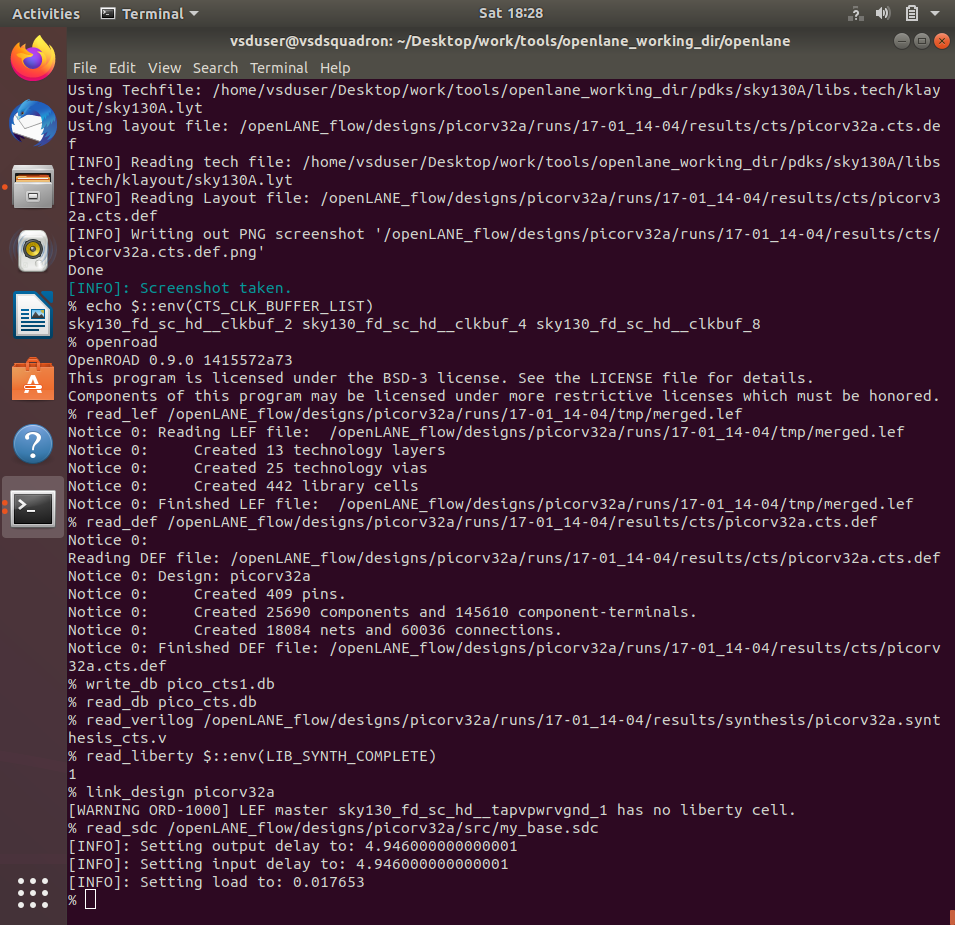 Activities Terminal Sat 18:28
vsduser@vsdsquadron: ~/Desktop/work/tools/openlane_working_dir/openlane
File Edit View Search Terminal Help
Using Techfile: /home/vsduser/Desktop/work/tools/openlane_working_dir/pdks/sky130A/libs.tech/klay
out/sky130A.lyt
Using layout file: /openLANE_flow/designs/picorv32a/runs/17-01_14-04/results/cts/picorv32a.cts.de
f
[INFO] Reading tech file: /home/vsduser/Desktop/work/tools/openlane_working_dir/pdks/sky130A/libs
.tech/klayout/sky130A.lyt
[INFO] Reading Layout file: /openLANE_flow/designs/picorv32a/runs/17-01_14-04/results/cts/picorv3
2a.cts.def
[INFO] Writing out PNG screenshot '/openLANE_flow/designs/picorv32a/runs/17-01_14-04/results/cts/
picorv32a.cts.def.png'
Done
[INFO]: Screenshot taken.
% echo $::env(CTS_CLK_BUFFER_LIST)
sky130_fd_sc_hd__clkbuf_2 sky130_fd_sc_hd__clkbuf_4 sky130_fd_sc_hd__clkbuf_8
% openroad
OpenROAD 0.9.0 1415572a73
This program is licensed under the BSD-3 license. See the LICENSE file for details.
Components of this program may be licensed under more restrictive licenses which must be honored.
% read_lef /openLANE_flow/designs/picorv32a/runs/17-01_14-04/tmp/merged.lef
Notice 0: Reading LEF file:  /openLANE_flow/designs/picorv32a/runs/17-01_14-04/tmp/merged.lef
Notice 0:     Created 13 technology layers
Notice 0:     Created 25 technology vias
Notice 0:     Created 442 library cells
Notice 0: Finished LEF file:  /openLANE_flow/designs/picorv32a/runs/17-01_14-04/tmp/merged.lef
% read_def /openLANE_flow/designs/picorv32a/runs/17-01_14-04/results/cts/picorv32a.cts.def
Notice 0:
Reading DEF file: /openLANE_flow/designs/picorv32a/runs/17-01_14-04/results/cts/picorv32a.cts.def
Notice 0: Design: picorv32a
Notice 0:     Created 409 pins.
Notice 0:     Created 25690 components and 145610 component-terminals.
Notice 0:     Created 18084 nets and 60036 connections.
Notice 0: Finished DEF file: /openLANE_flow/designs/picorv32a/runs/17-01_14-04/results/cts/picorv
32a.cts.def
% write_db pico_cts1.db
% read_db pico_cts.db
% read_verilog /openLANE_flow/designs/picorv32a/runs/17-01_14-04/results/synthesis/picorv32a.synt
hesis_cts.v
% read_liberty $::env(LIB_SYNTH_COMPLETE)
1
% link_design picorv32a
[WARNING ORD-1000] LEF master sky130_fd_sc_hd__tapvpwrvgnd_1 has no liberty cell.
% read_sdc /openLANE_flow/designs/picorv32a/src/my_base.sdc
[INFO]: Setting output delay to: 4.946000000000001
[INFO]: Setting input delay to: 4.946000000000001
[INFO]: Setting load to: 0.017653
%